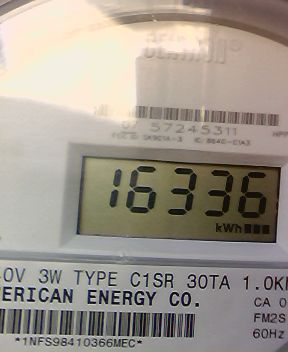 57245311
16336
kWh
0V 3W TYPE C1SR 30TA 1.0K
ERICAN ENERGY CO.
CA 0
FM2S
60Hz
*1NFS98410366MEC*